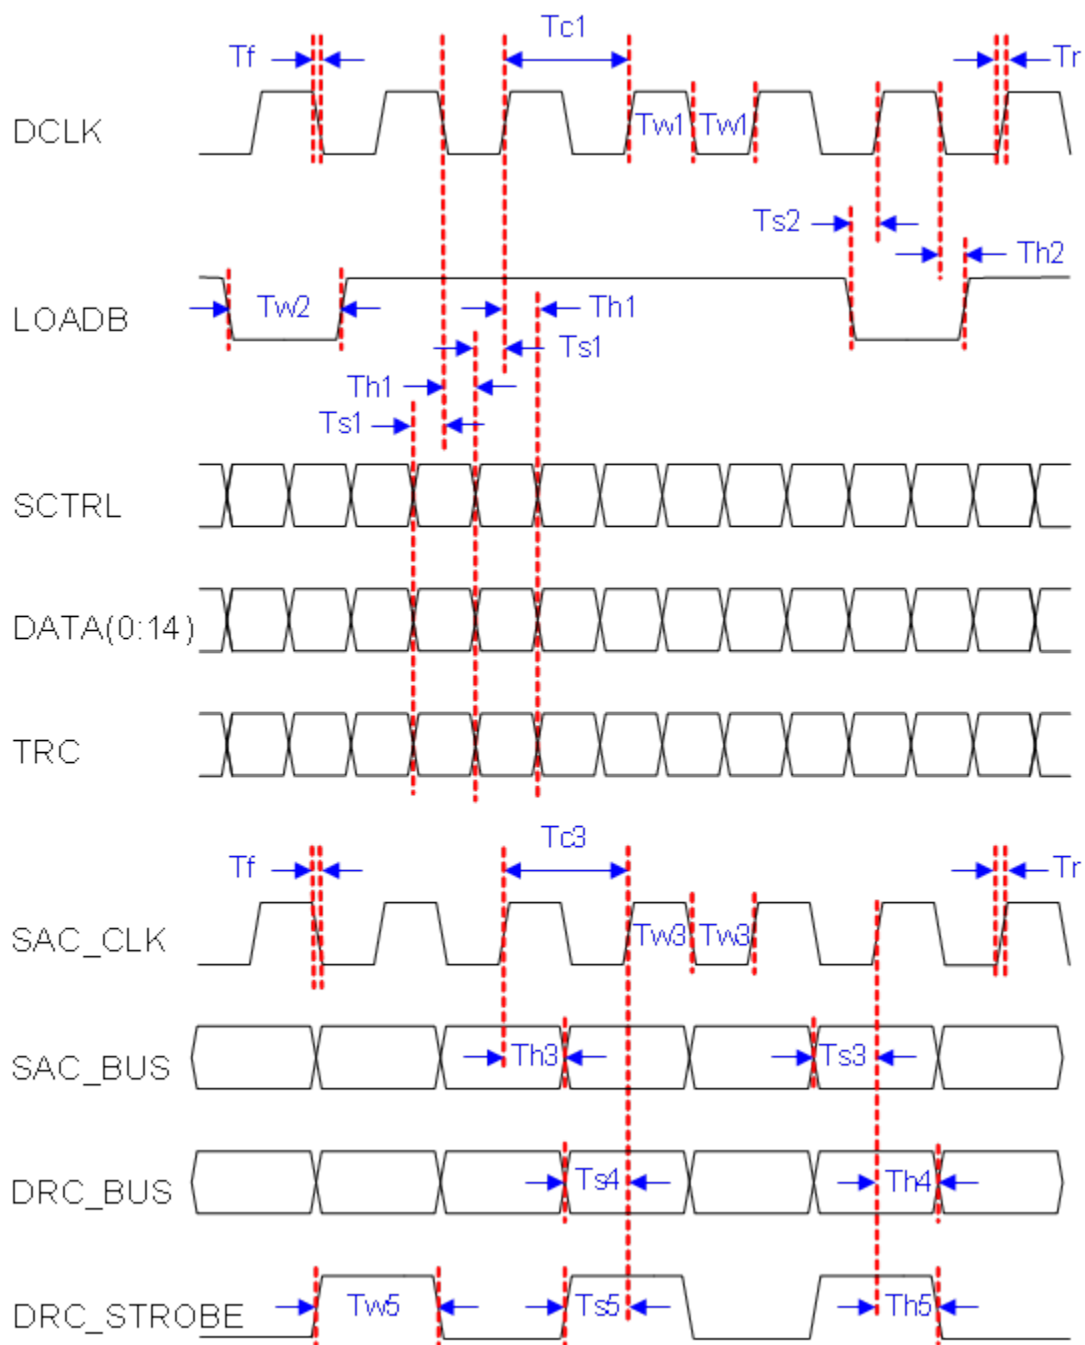 Tc1
Tf
Tr
DCLK
Tw1 Tw1
Ts2
Th2
LOADB
Tw2
Th1
Ts1
Th1
Ts1
SCTRL
DATA(0:14)
TRC
Tc3
Tf
Tr
SAC_CLK
Tw3 Tw3
SAC_BUS
Th3
Ts3
DRC_BUS
Ts4
Th4
DRC_STROBE
Tw5
Ts5
Th5